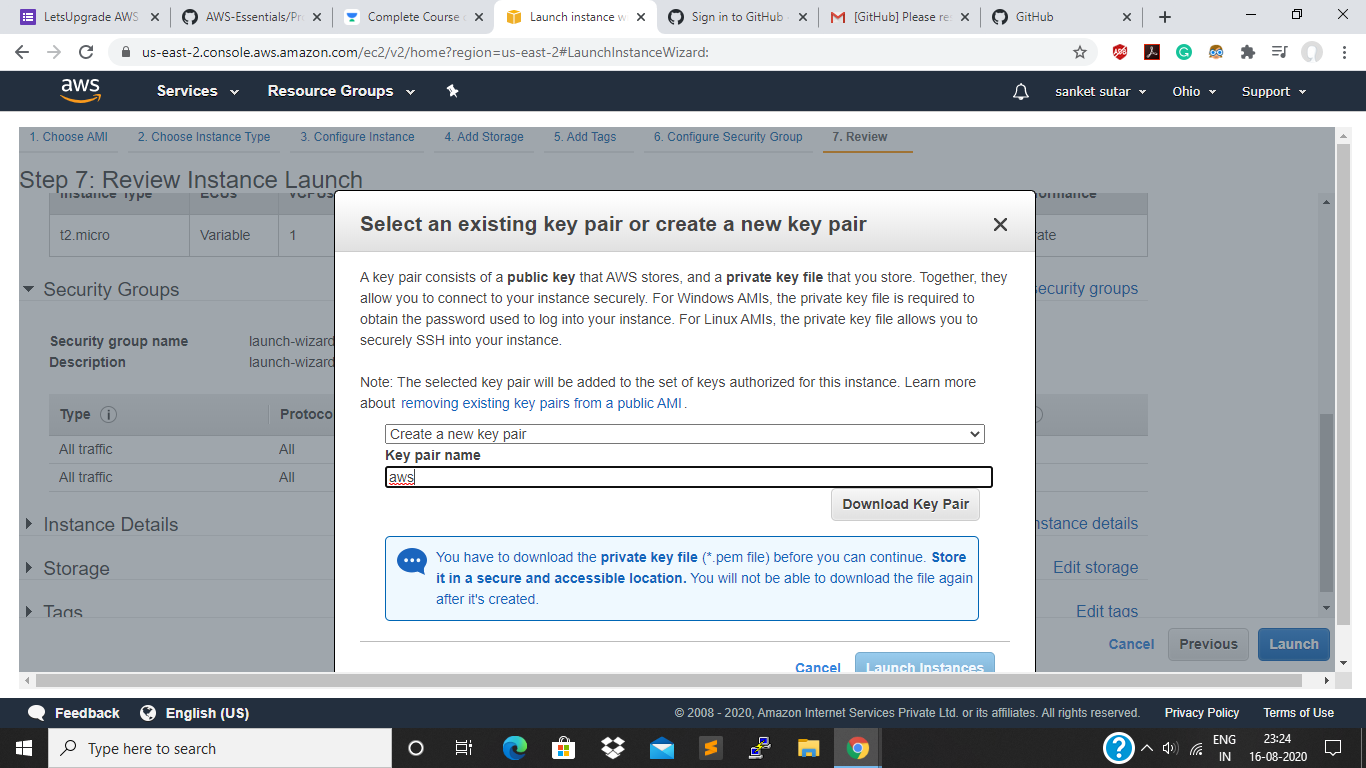 LetsUpgrade AWS
AWS-Essentials/Pr
Complete Course
Launch instance w
Sign in to GitHub
[GitHub] Please re
GitHub
us-east-2.console.aws.amazon.com/ec2/v2/home?region=us-east-2#LaunchInstanceWizard:
aws
Services
Resource Groups
sanket sutar
Ohio
Support
1. Choose AMI
2. Choose Instance Type
3. Configure Instance
4. Add Storage
5. Add Tags
6. Configure Security Group
7. Review
Step 7: Review Instance Launch
Instance Type
ECUs
vCPUs
t2.micro
Variable
1
Security Groups
security groups
Security group name
launch-wizard
Description
launch-wizard
Type
Protoco
All traffic
All
All traffic
All
Instance Details
nstance details
Storage
Edit storage
Tags
Edit tags
Cancel
Previous
Launch
Select an existing key pair or create a new key pair
A key pair consists of a public key that AWS stores, and a private key file that you store. Together, they
allow you to connect to your instance securely. For Windows AMIs, the private key file is required to
obtain the password used to log into your instance. For Linux AMIs, the private key file allows you to
securely SSH into your instance.
Note: The selected key pair will be added to the set of keys authorized for this instance. Learn more
about removing existing key pairs from a public AMI .
Create a new key pair
Key pair name
aws
Download Key Pair
You have to download the private key file (*.pem file) before you can continue. Store
it in a secure and accessible location. You will not be able to download the file again
after it's created.
Cancel
Launch Instances
Feedback
English (US)
© 2008 - 2020, Amazon Internet Services Private Ltd. or its affiliates. All rights reserved.
Privacy Policy
Terms of Use
Type here to search
ENG
IN
23:24
16-08-2020